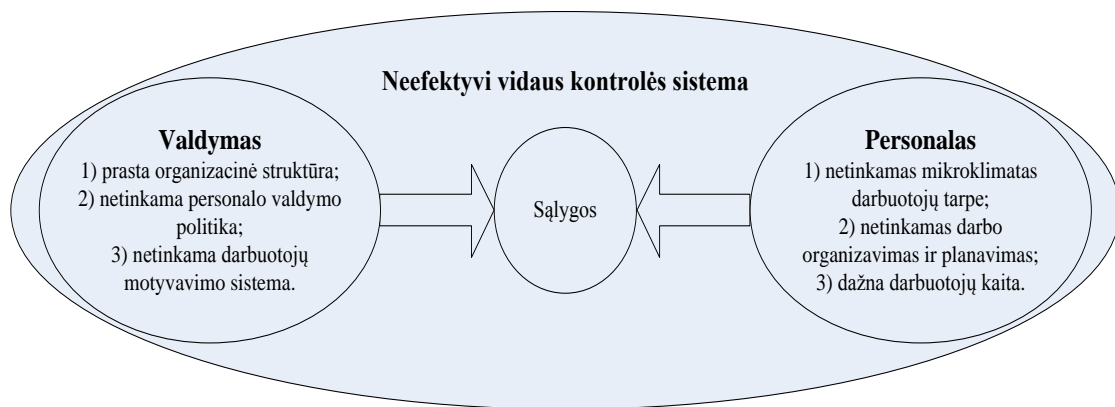 Neefektyvi vidaus kontrolės sistema
Valdymas
1) prasta organizacinė struktūra;
2) netinkama personalo valdymo
politika;
3) netinkama darbuotojų
motyvavimo sistema.
Sąlygos
Personalas
1) netinkamas mikroklimatas
darbuotojų tarpe;
2) netinkamas darbo
organizavimas ir planavimas;
3) dažna darbuotojų kaita.